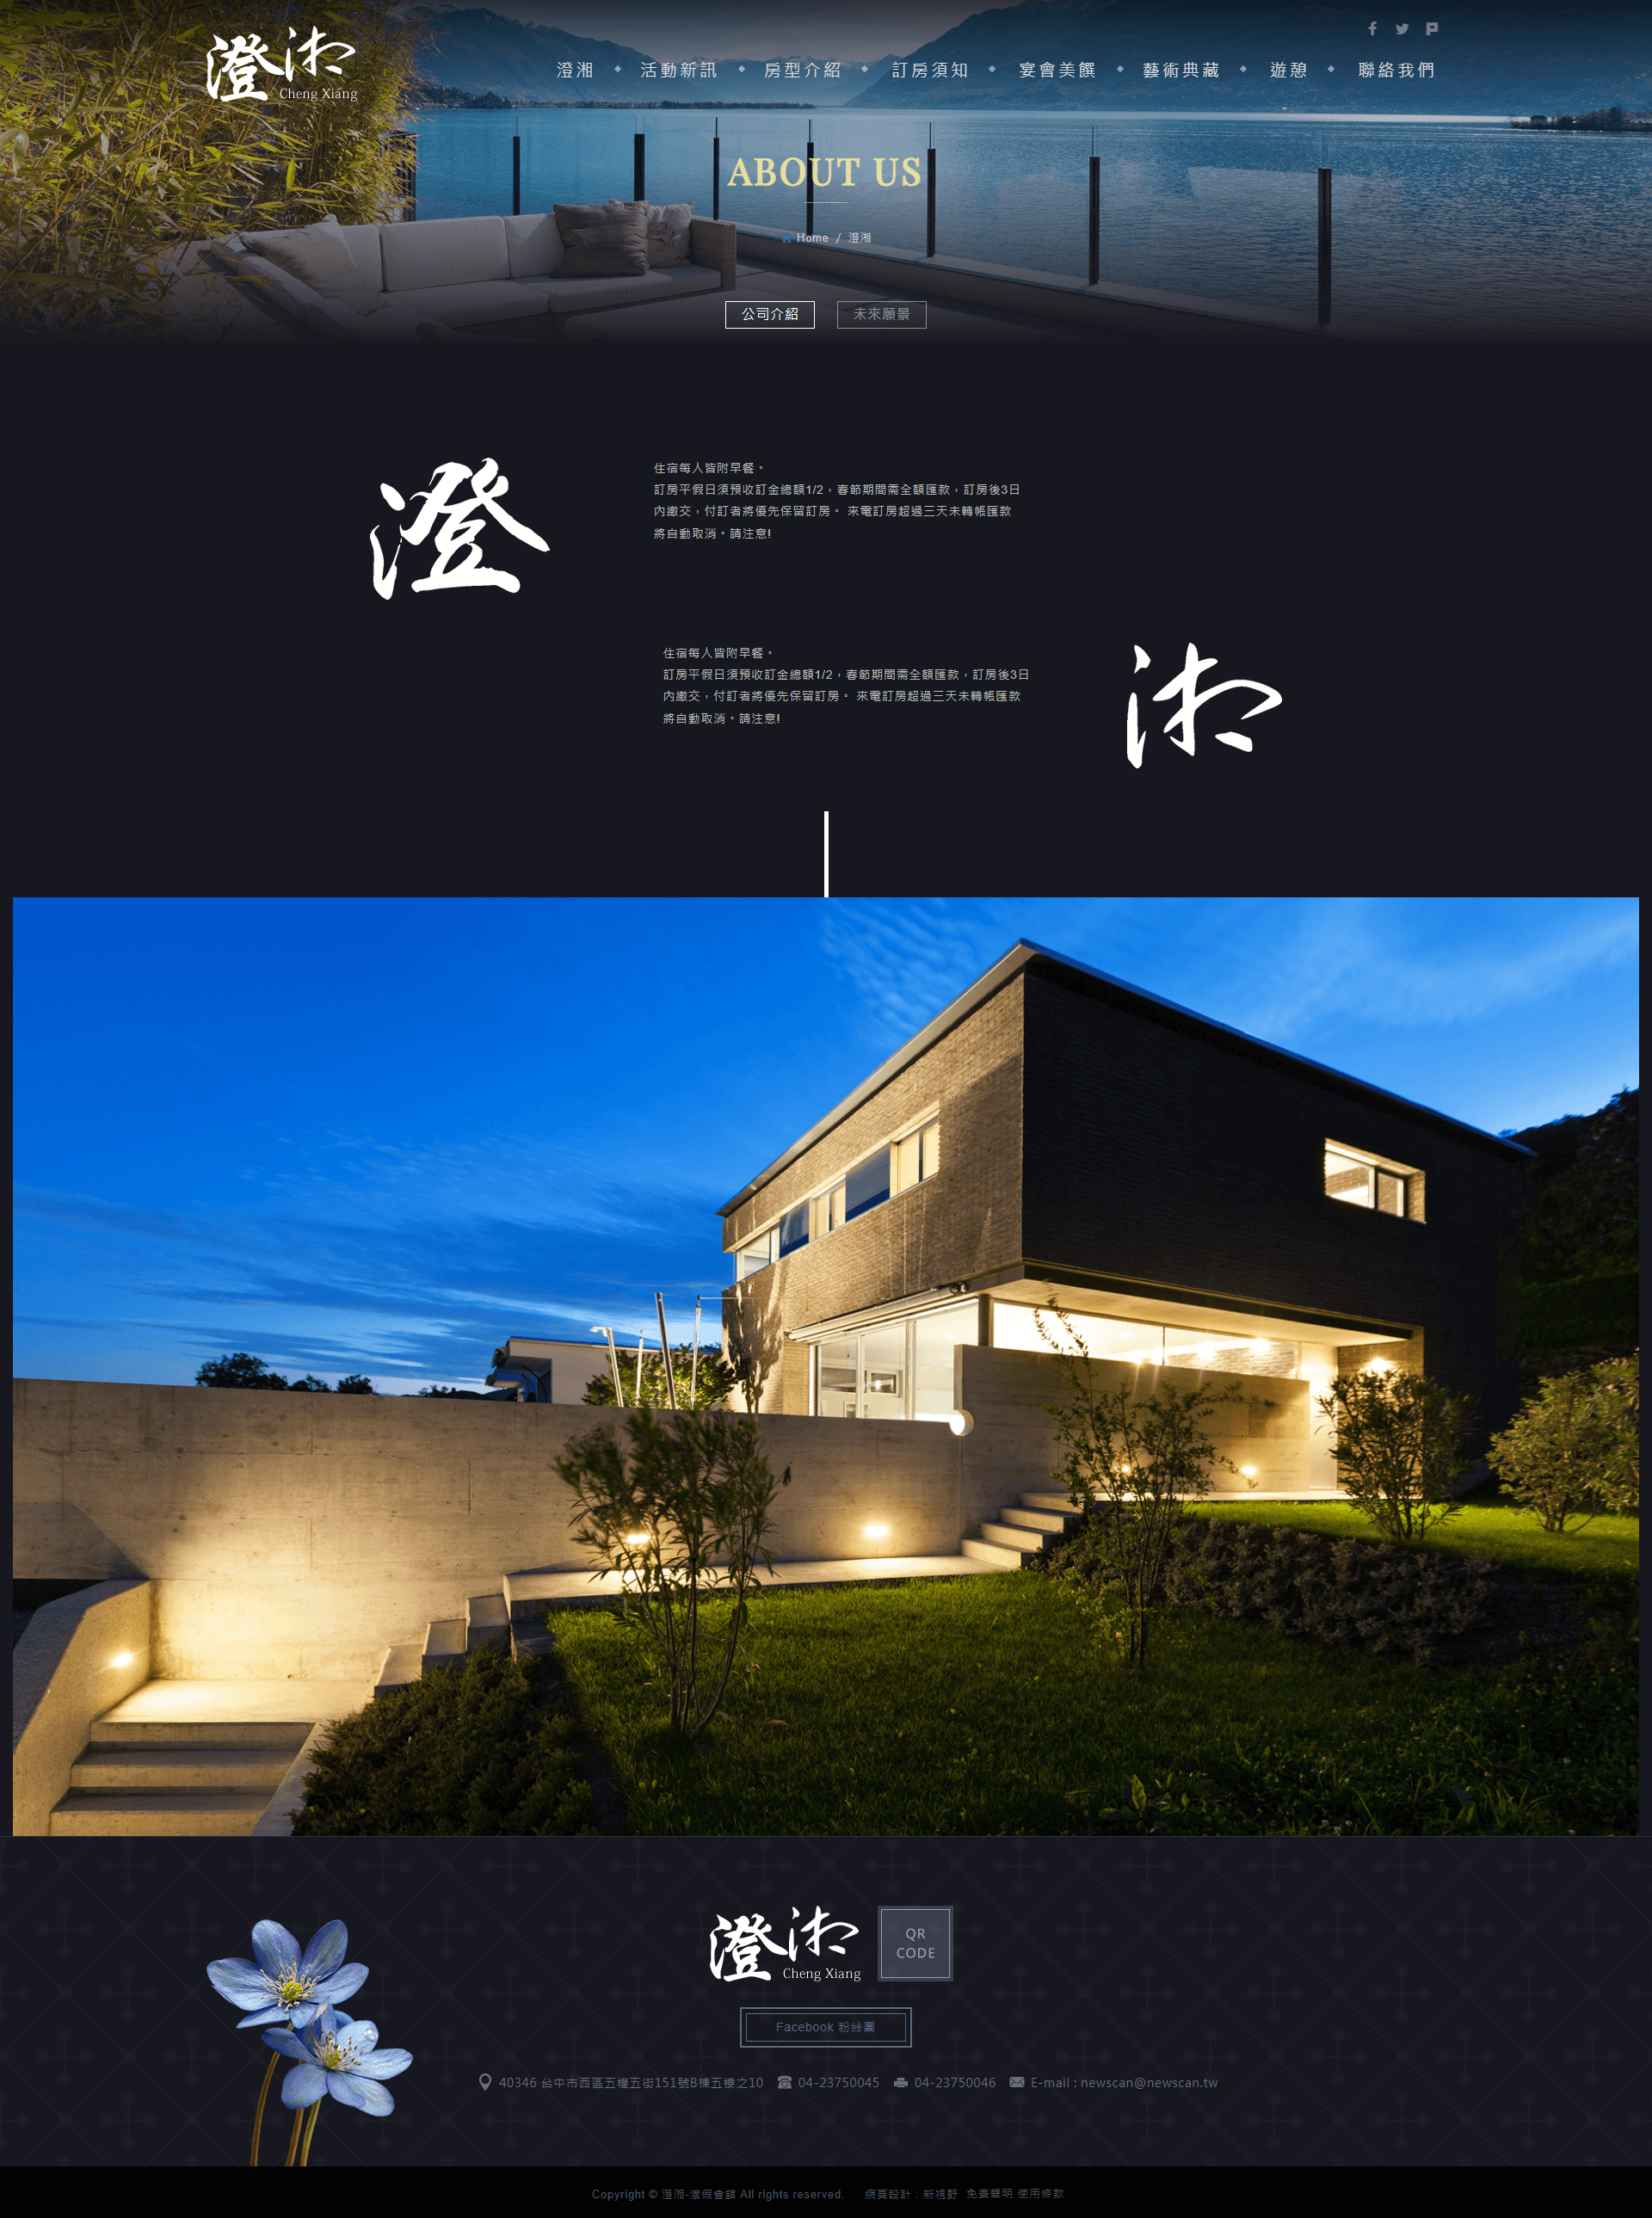 澄湘
Cheng Xiang
澄湘 活動新訊 房型介紹 訂房須知 宴會美饌 藝術典藏 遊憩 聯絡我們
ABOUT US
Home / 澄湘
公司介紹 未來願景
澄
住宿每人皆附早餐。
訂房平假日須預收訂金總額1/2，春節期間需全額匯款，訂房後3日
內繳交，付訂者將優先保留訂房。 來電訂房超過三天未轉帳匯款
將自動取消。請注意!
住宿每人皆附早餐。
訂房平假日須預收訂金總額1/2，春節期間需全額匯款，訂房後3日
內繳交，付訂者將優先保留訂房。 來電訂房超過三天未轉帳匯款
將自動取消。請注意!
湘
澄湘
Cheng Xiang
QR
CODE
Facebook 粉絲團
40346 台中市西區五權五街151號B棟五樓之10 04-23750045 04-23750046 E-mail : newscan@newscan.tw
Copyright © 澄湘-渡假會館 All rights reserved. 網頁設計 : 新視野 免責聲明 使用條款